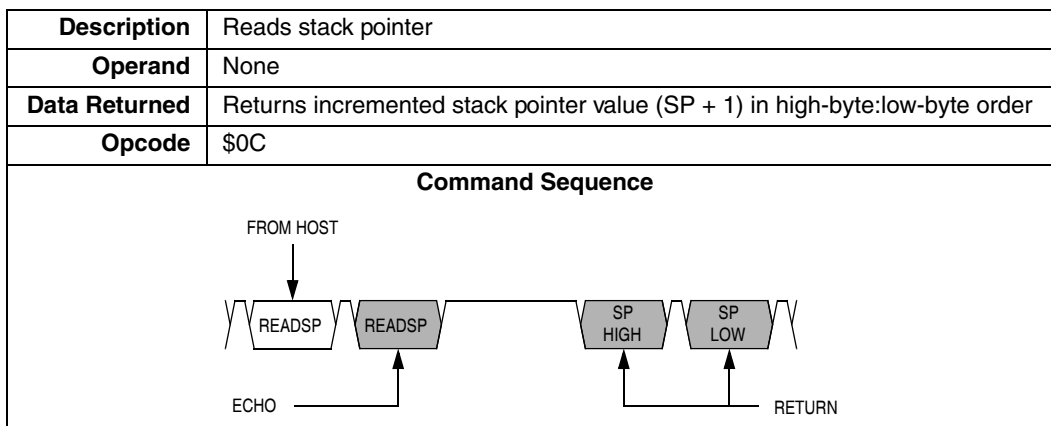 Description Reads stack pointer
Operand None
Data Returned Returns incremented stack pointer value (SP + 1) in high-byte:low-byte order
Opcode $0C
Command Sequence
FROM HOST
READSP READSP SP HIGH SP LOW
ECHO RETURN